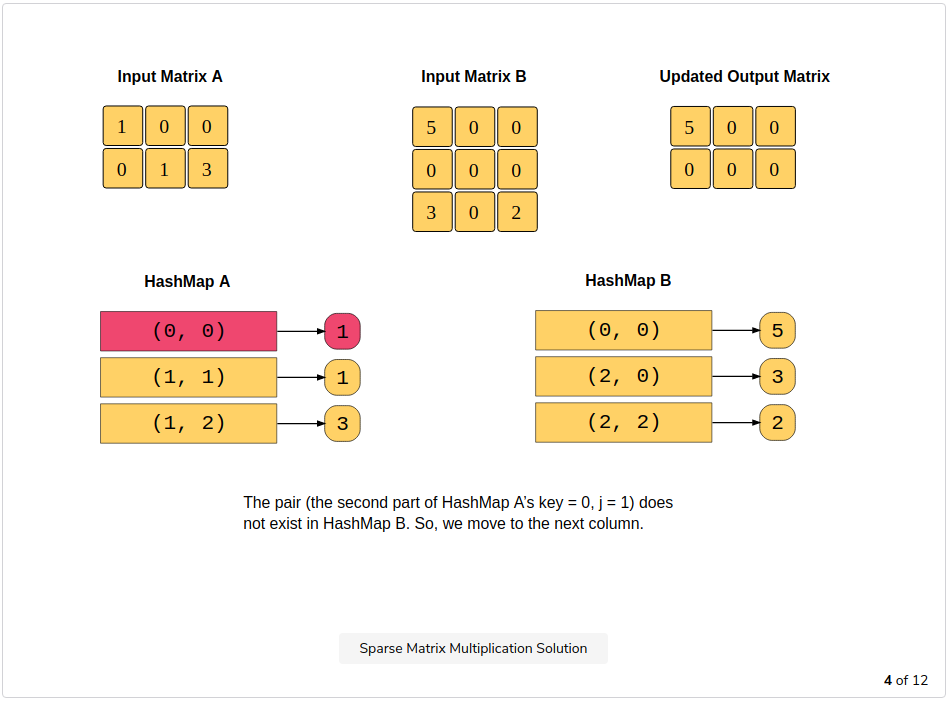 Input Matrix A
Input Matrix B
Updated Output Matrix
1 0 0
0 1 3
5 0 0
0 0 0
3 0 2
5 0 0
0 0 0
HashMap A
(0, 0) 1
(1, 1) 1
(1, 2) 3
HashMap B
(0, 0) 5
(2, 0) 3
(2, 2) 2
The pair (the second part of HashMap A's key = 0, j = 1) does
not exist in HashMap B. So, we move to the next column.
Sparse Matrix Multiplication Solution
4 of 12